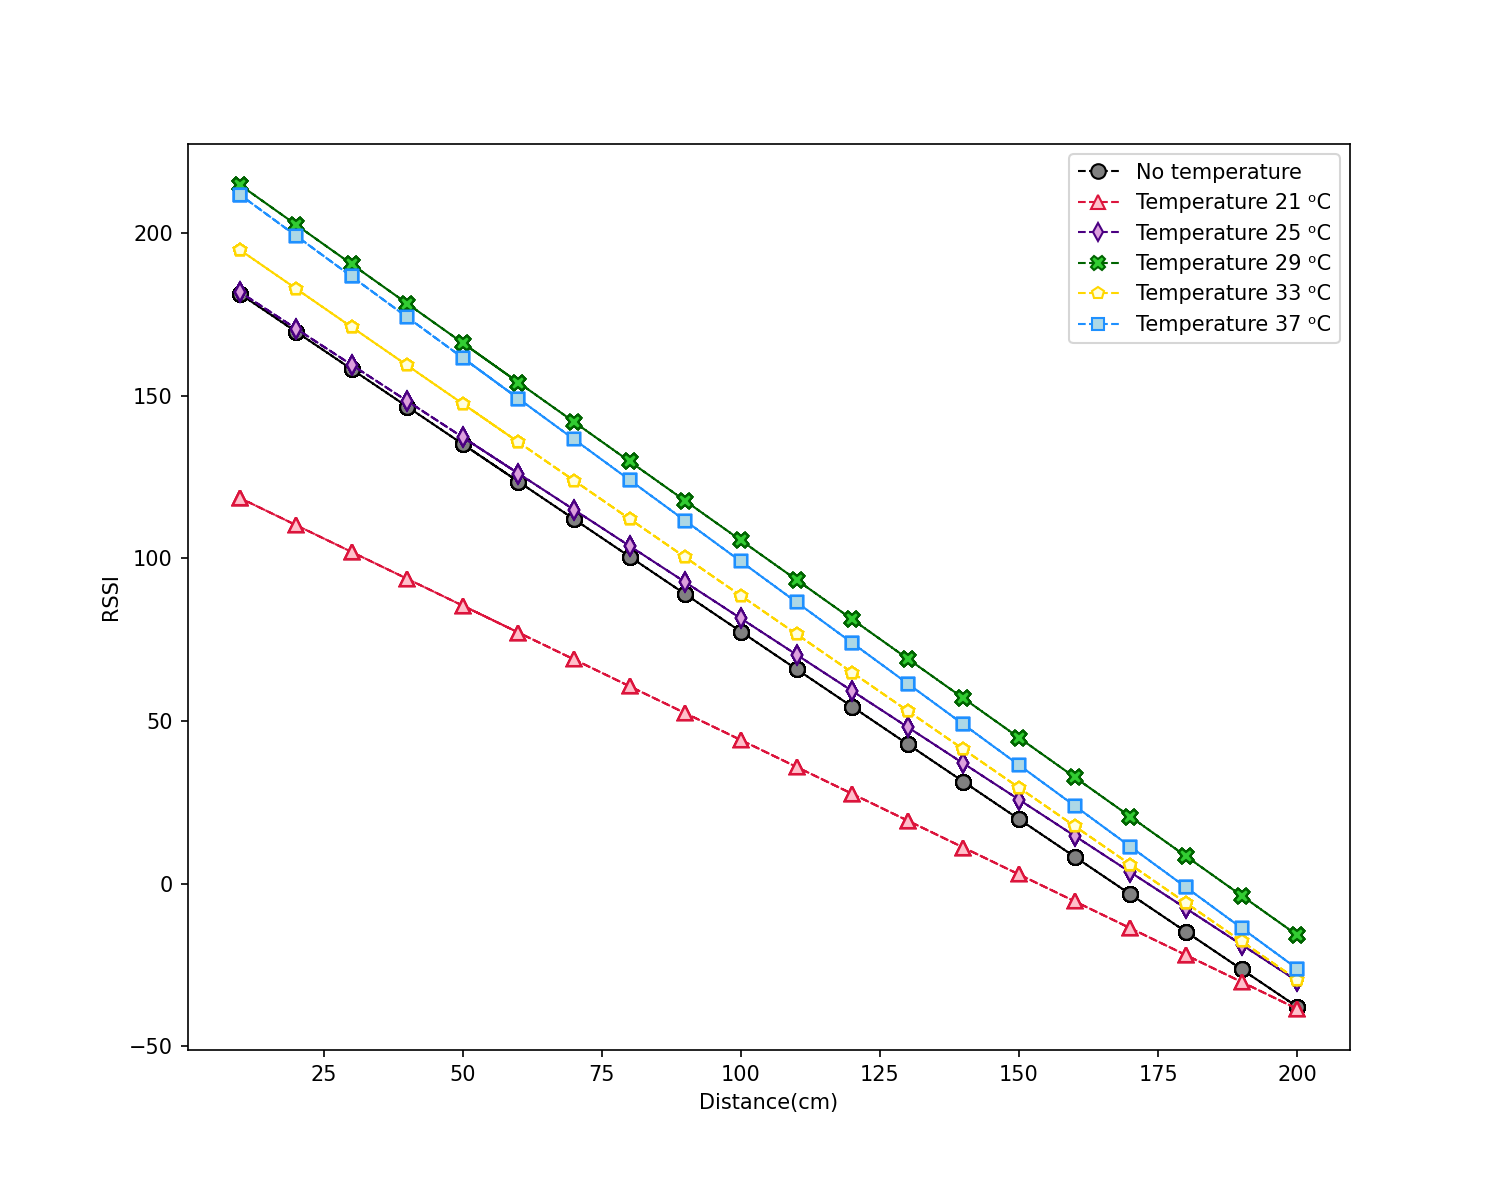 No temperature
Temperature 21 ºC
Temperature 25 ºC
Temperature 29 ºC
Temperature 33 ºC
Temperature 37 ºC
200
150
100
50
0
−50
RSSI
25 50 75 100 125 150 175 200
Distance(cm)